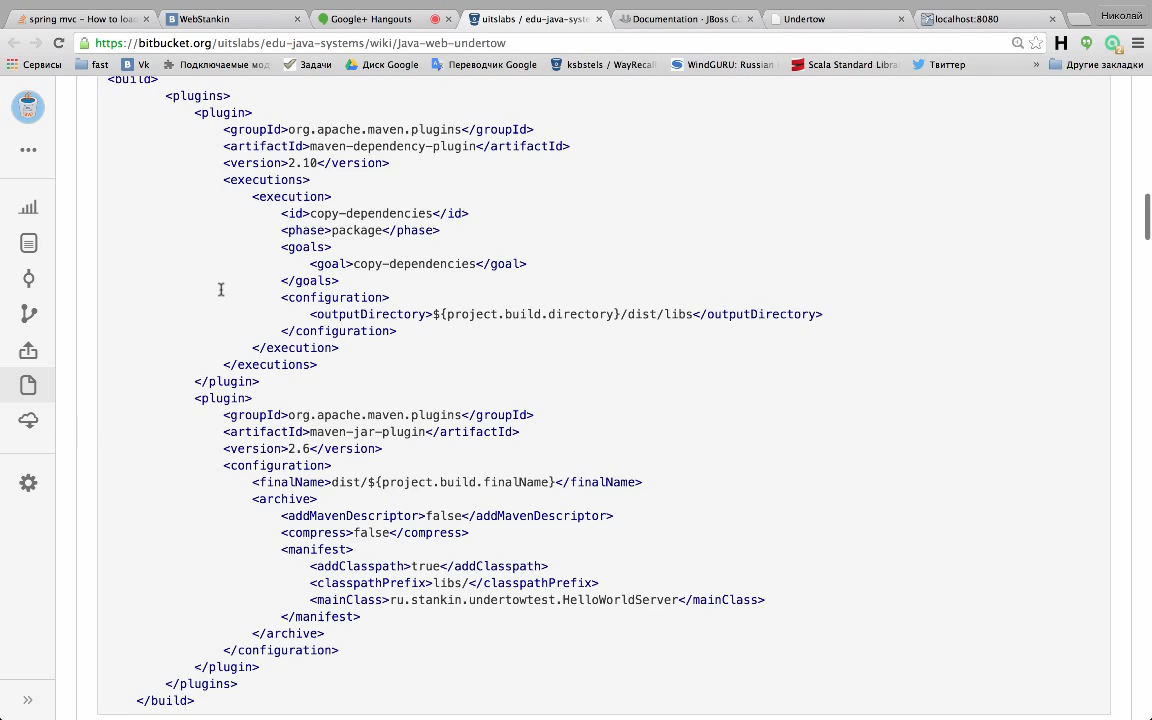 spring mvc - How to load
WebStankin
Google+ Hangouts
uitslabs / edu-java-syste
Documentation · JBoss Co
Undertow
localhost:8080
Николай
https://bitbucket.org/uitslabs/edu-java-systems/wiki/Java-web-undertow
Сервисы
fast
Vk
Подключаемые мод
Задачи
Диск Google
Переводчик Google
ksbstels / WayRecall
WindGURU: Russian
Scala Standard Libra
Твиттер
»
Другие закладки
<build>
<plugins>
<plugin>
<groupId>org.apache.maven.plugins</groupId>
<artifactId>maven-dependency-plugin</artifactId>
<version>2.10</version>
<executions>
<execution>
<id>copy-dependencies</id>
<phase>package</phase>
<goals>
<goal>copy-dependencies</goal>
</goals>
<configuration>
<outputDirectory>${project.build.directory}/dist/libs</outputDirectory>
</configuration>
</execution>
</executions>
</plugin>
<plugin>
<groupId>org.apache.maven.plugins</groupId>
<artifactId>maven-jar-plugin</artifactId>
<version>2.6</version>
<configuration>
<finalName>dist/${project.build.finalName}</finalName>
<archive>
<addMavenDescriptor>false</addMavenDescriptor>
<compress>false</compress>
<manifest>
<addClasspath>true</addClasspath>
<classpathPrefix>libs/</classpathPrefix>
<mainClass>ru.stankin.undertowtest.HelloWorldServer</mainClass>
</manifest>
</archive>
</configuration>
</plugin>
</plugins>
</build>